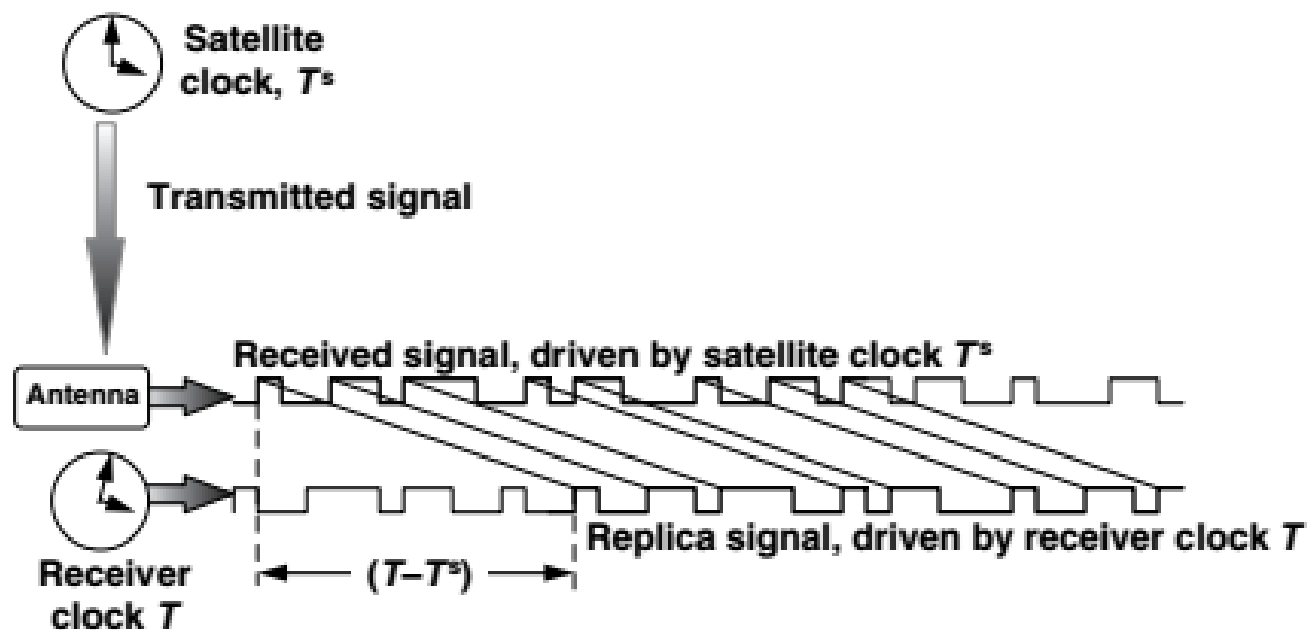 Satellite
clock, Tˢ
Transmitted signal
Received signal, driven by satellite clock Tˢ
Antenna
Replica signal, driven by receiver clock T
(T–Tˢ)
Receiver
clock T